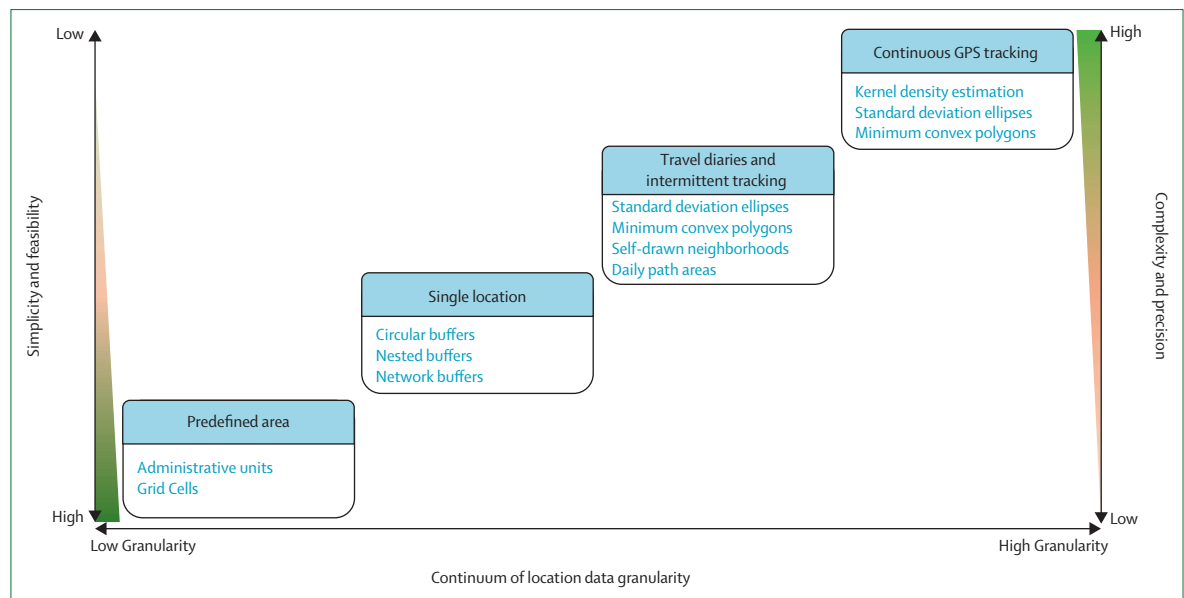 Low
High
Continuous GPS tracking
Kernel density estimation
Standard deviation ellipses
Minimum convex polygons
Travel diaries and
intermittent tracking
Standard deviation ellipses
Minimum convex polygons
Self-drawn neighborhoods
Daily path areas
Simplicity and feasibility
Complexity and precision
Single location
Circular buffers
Nested buffers
Network buffers
Predefined area
Administrative units
Grid Cells
High
Low
Low Granularity
High Granularity
Continuum of location data granularity